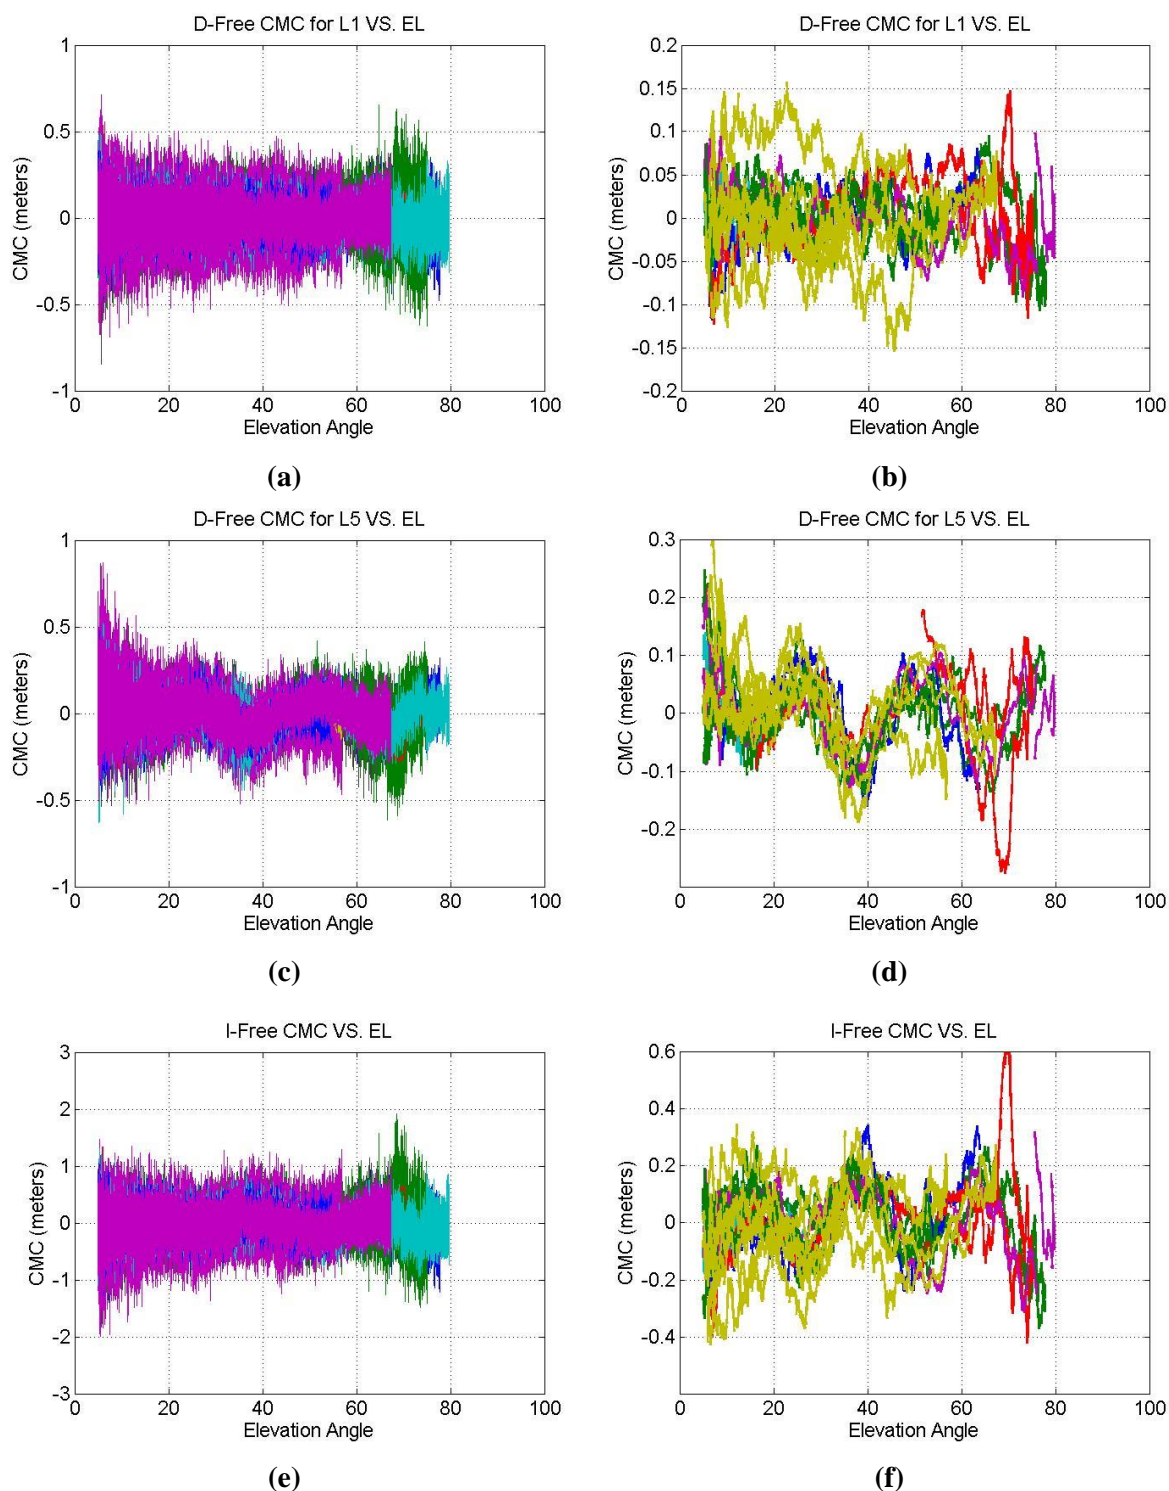 D-Free CMC for L1 VS. EL
1
0.5
0
-0.5
-1
CMC (meters)
0 20 40 60 80 100
Elevation Angle
(a)
D-Free CMC for L1 VS. EL
0.2
0.15
0.1
0.05
0
-0.05
-0.1
-0.15
-0.2
CMC (meters)
0 20 40 60 80 100
Elevation Angle
(b)
D-Free CMC for L5 VS. EL
1
0.5
0
-0.5
-1
CMC (meters)
0 20 40 60 80 100
Elevation Angle
(c)
D-Free CMC for L5 VS. EL
0.3
0.2
0.1
0
-0.1
-0.2
CMC (meters)
0 20 40 60 80 100
Elevation Angle
(d)
I-Free CMC VS. EL
3
2
1
0
-1
-2
-3
CMC (meters)
0 20 40 60 80 100
Elevation Angle
(e)
I-Free CMC VS. EL
0.6
0.4
0.2
0
-0.2
-0.4
CMC (meters)
0 20 40 60 80 100
Elevation Angle
(f)